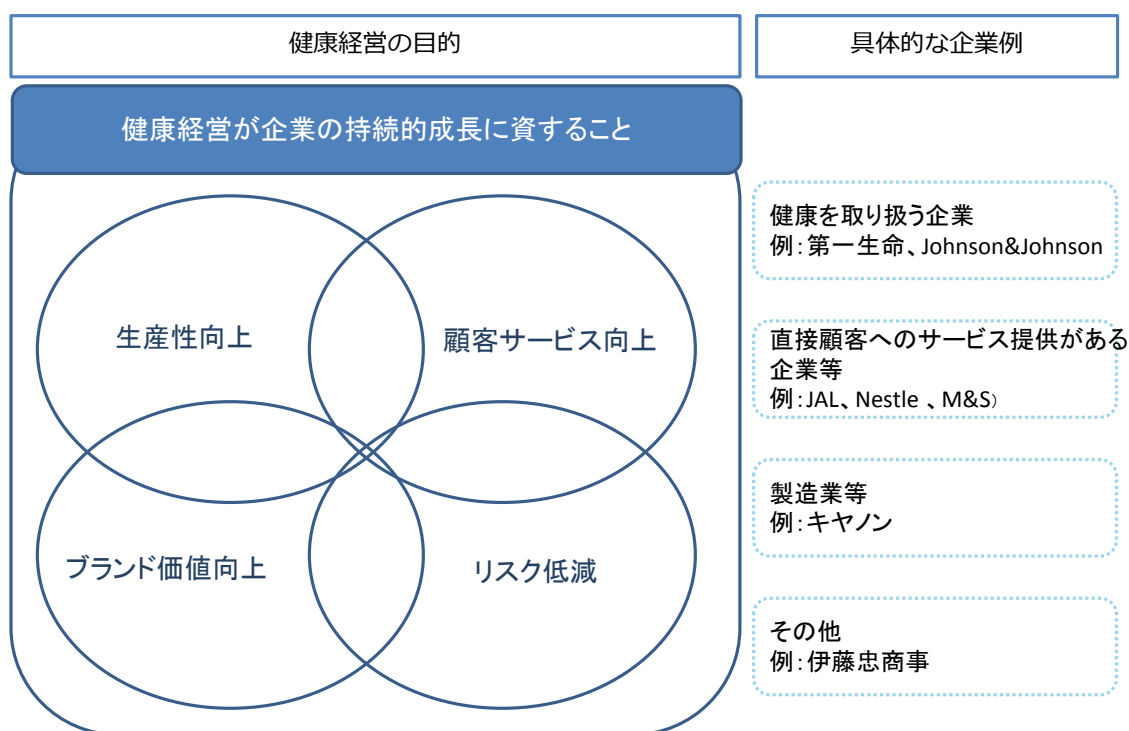 健康経営の目的
具体的な企業例
健康経営が企業の持続的成長に資すること
生産性向上
顧客サービス向上
ブランド価値向上
リスク低減
健康を取り扱う企業
例：第一生命、Johnson&Johnson
直接顧客へのサービス提供がある
企業等
例：JAL、Nestle 、M&S）
製造業等
例：キヤノン
その他
例：伊藤忠商事